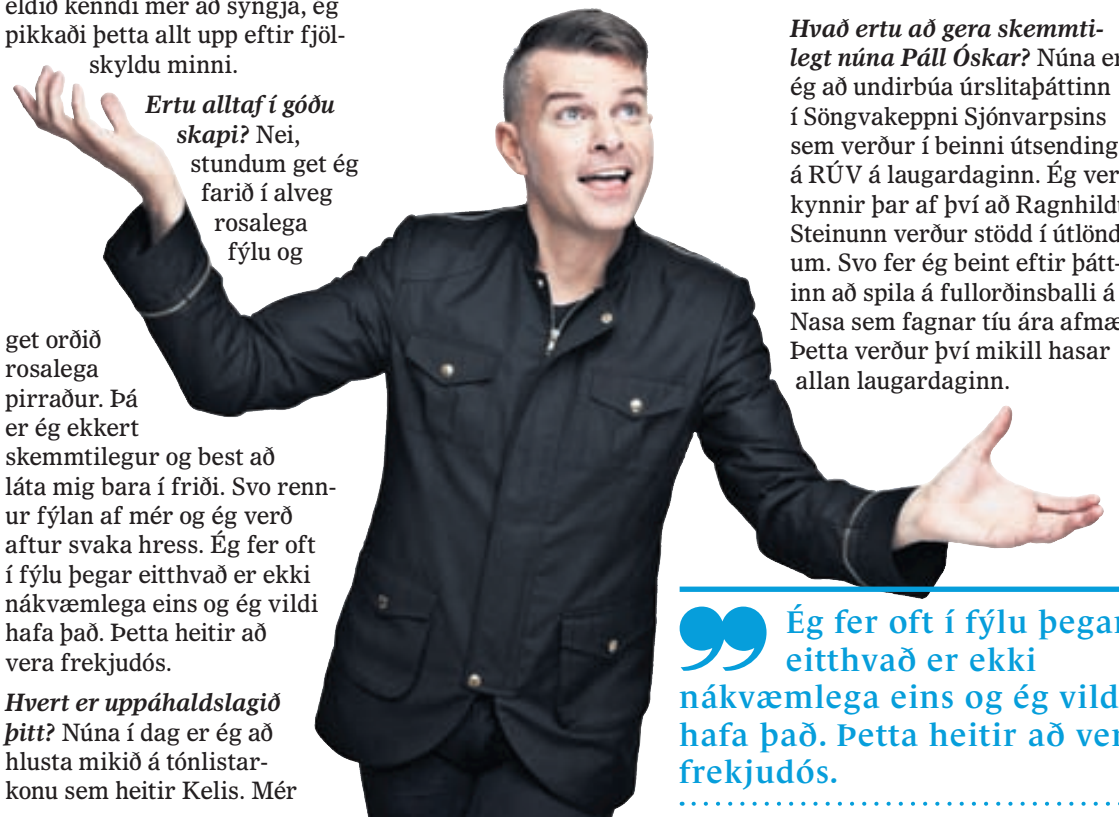 eldið kenndi mér að syngja, ég
pikkaði þetta allt upp eftir fjöl-
skyldu minni.
Ertu alltaf í góðu
skapi? Nei,
stundum get ég
farið í alveg
rosalega
fýlu og
get orðið
rosalega
pirraður. Þá
er ég ekkert
skemmtilegur og best að
láta mig bara í friði. Svo renn-
ur fýlan af mér og ég verð
aftur svaka hress. Ég fer oft
í fýlu þegar eitthvað er ekki
nákvæmlega eins og ég vildi
hafa það. Þetta heitir að
vera frekjudós.
Hvert er uppáhaldslagið
þitt? Núna í dag er ég að
hlusta mikið á tónlistar-
konu sem heitir Kelis. Mér
Hvað ertu að gera skemmti-
legt núna Páll Óskar? Núna er
ég að undirbúa úrslitaþáttinn
í Söngvakeppni Sjónvarpsins
sem verður í beinni útsending
á RÚV á laugardaginn. Ég ver
kynnir þar af því að Ragnhild
Steinunn verður stödd í útlönd
um. Svo fer ég beint eftir þátt-
inn að spila á fullorðinsballi á
Nasa sem fagnar tíu ára afmæ
Þetta verður því mikill hasar
allan laugardaginn.
Ég fer oft í fýlu þegar
eitthvað er ekki
nákvæmlega eins og ég vild
hafa það. Þetta heitir að ver
frekjudós.